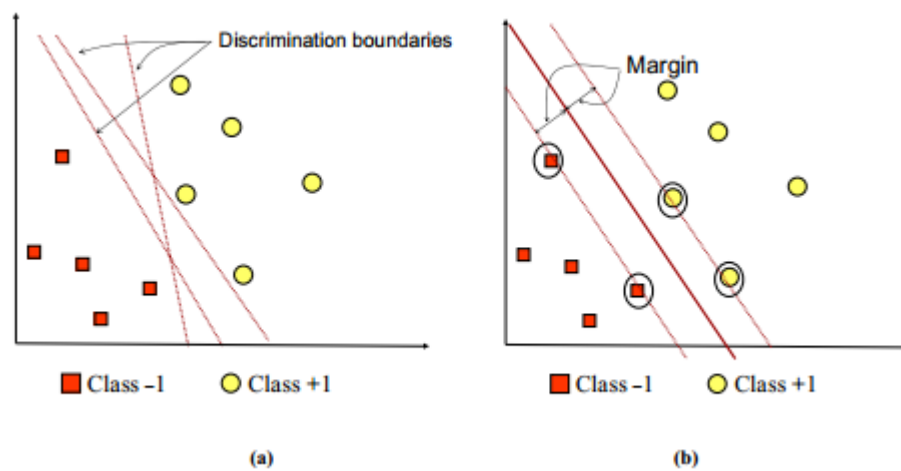 Discrimination boundaries
Margin
Class –1 Class +1
Class –1 Class +1
(a)
(b)